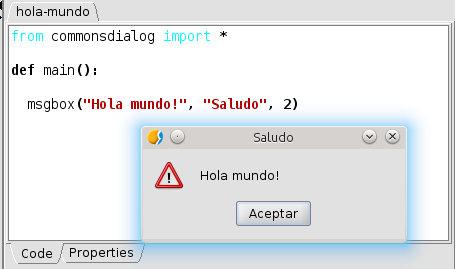 hola-mundo
from commonsdialog import *
def main():
msgbox("Hola mundo!", "Saludo", 2)
Saludo
Hola mundo!
Aceptar
Code
Properties